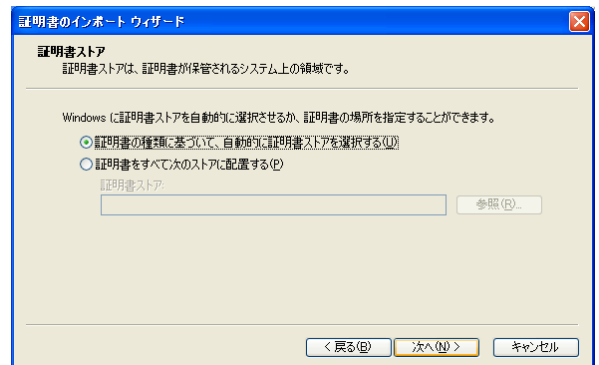 証明書のインポート ウィザード
証明書ストア
証明書ストアは、証明書が保管されるシステム上の領域です。
Windows に証明書ストアを自動的に選択させるか、証明書の場所を指定することができます。
証明書の種類に基づいて、自動的に証明書ストアを選択する(U)
証明書をすべて次のストアに配置する(P)
証明書ストア:
参照(R)...
< 戻る(B)
次へ(N) >
キャンセル